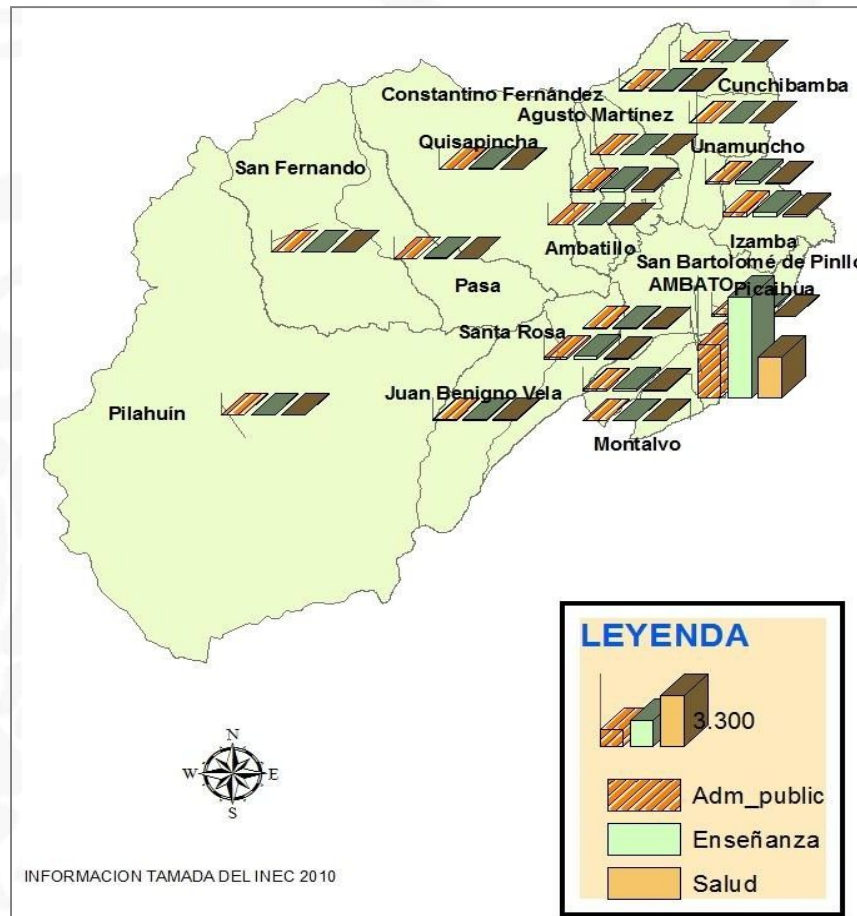 Cunchibamba
Constantino Fernández
Agusto Martínez
Quisapincha
Unamuncho
San Fernando
Ambatillo
Izamba
San Bartolomé de Pinllo
Pasa
AMBATO
Picaihua
Santa Rosa
Juan Benigno Vela
Pilahuín
Montalvo
LEYENDA
3.300
Adm_public
Enseñanza
Salud
N
W E
S
INFORMACION TAMADA DEL INEC 2010